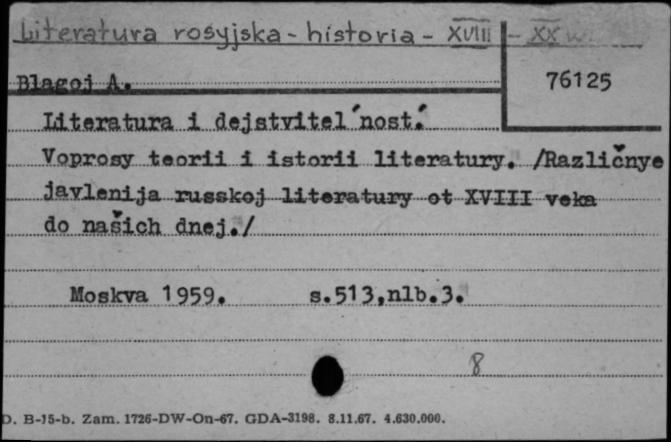 Literatura rosyjska - historia - XVIII - XX w.
Blagoj A.
76125
Literatura i dejstvitel´nost.´
Voprosy teorii i istorii literatury. /Različnye
javlenija russkoj literatury ot XVIII veka
do našich dnej./
Moskva 1959. s.513,nlb.3.
8
D. B-15-b. Zam. 1726-DW-On-67. GDA-3198. 8.11.67. 4.630.000.